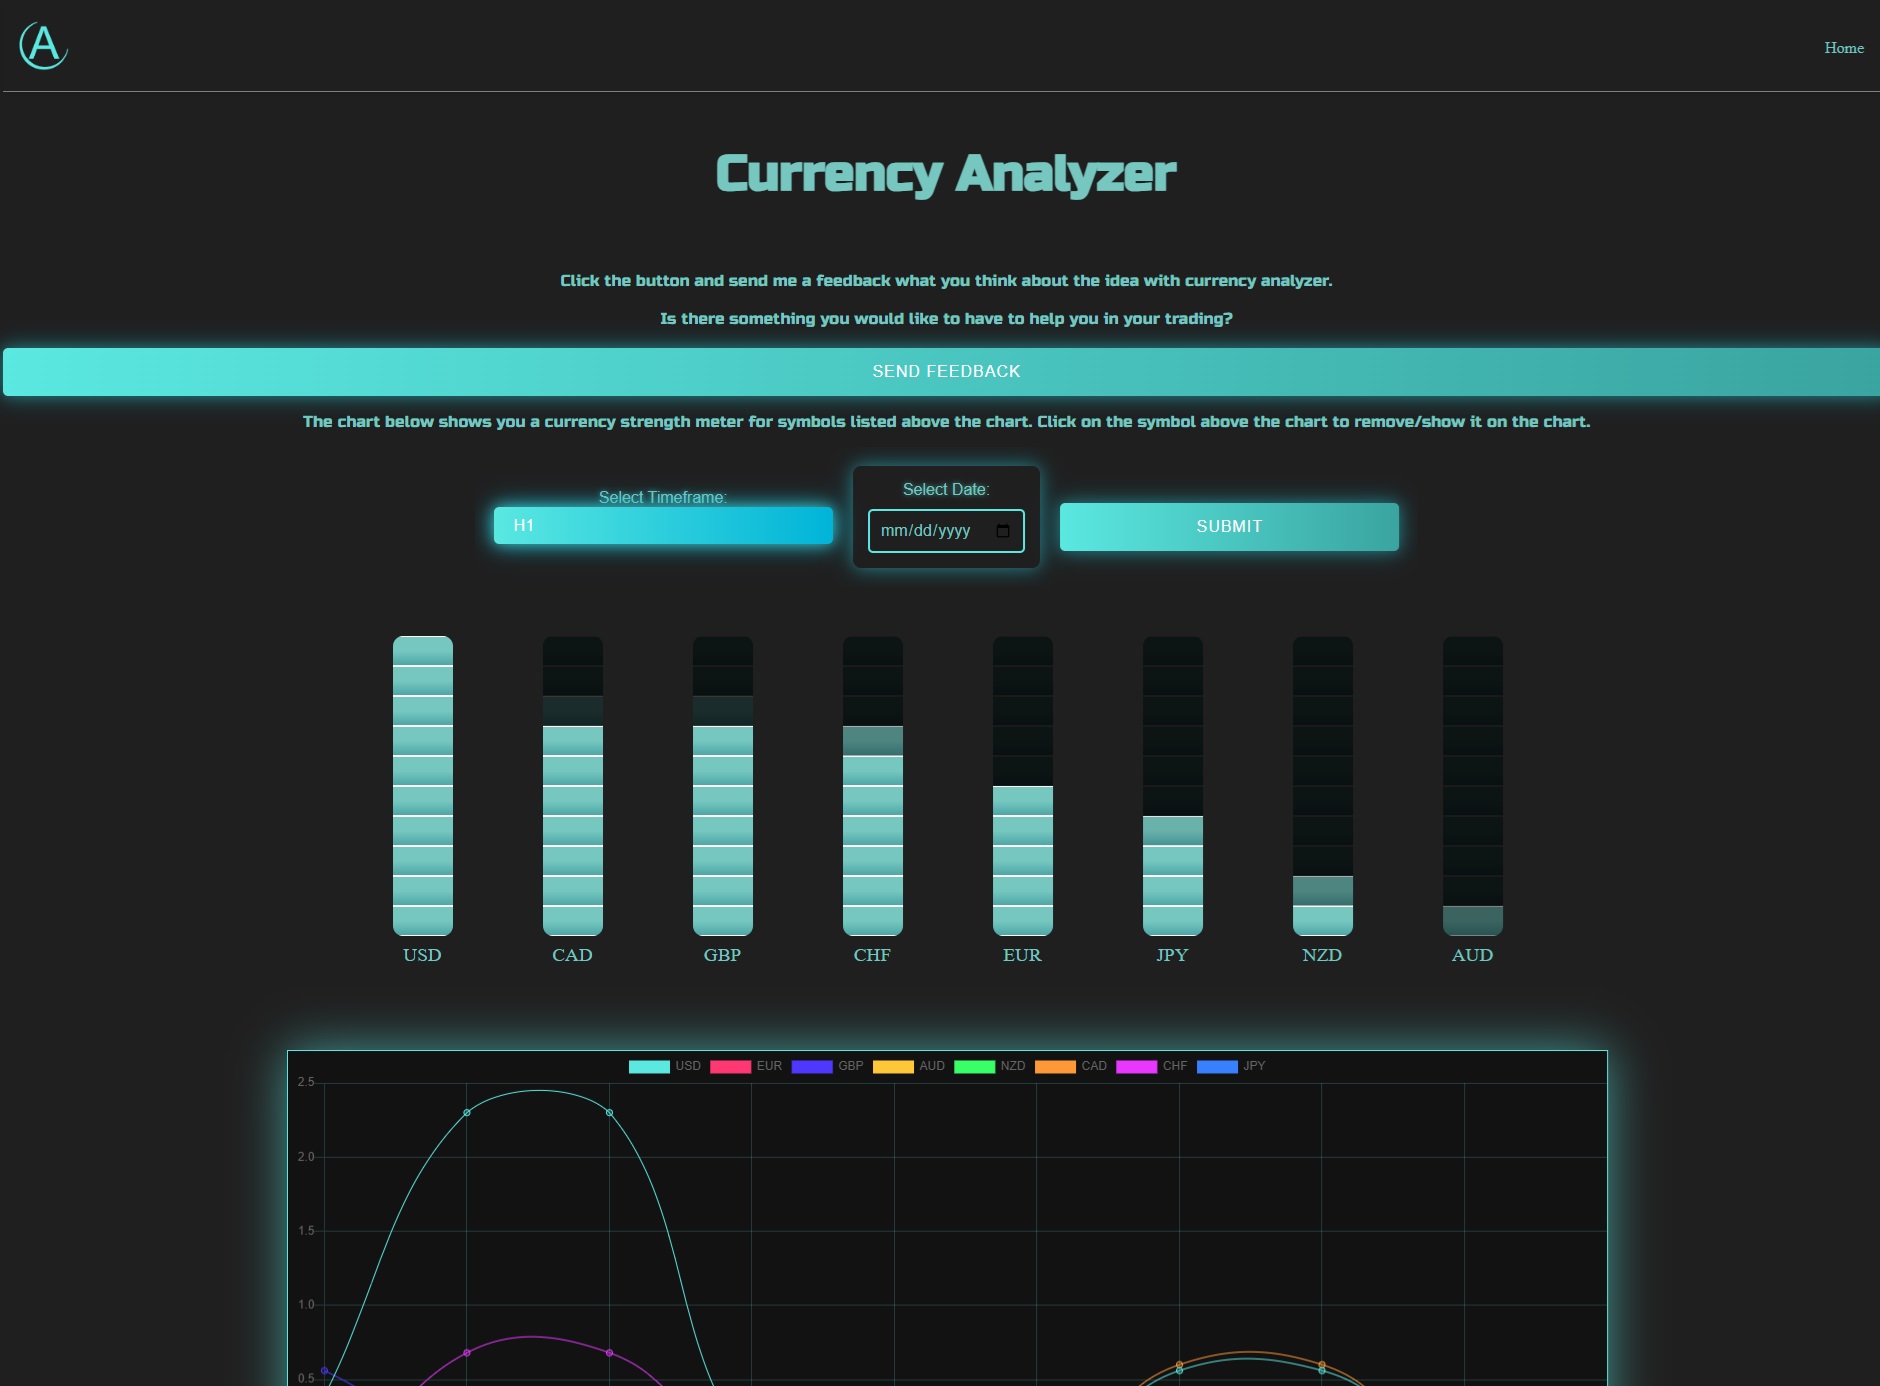 A
Home
Currency Analyzer
Click the button and send me a feedback what you think about the idea with currency analyzer.
Is there something you would like to have to help you in your trading?
SEND FEEDBACK
The chart below shows you a currency strength meter for symbols listed above the chart. Click on the symbol above the chart to remove/show it on the chart.
Select Timeframe:
H1
Select Date:
mm/dd/yyyy
SUBMIT
USD CAD GBP CHF EUR JPY NZD AUD
USD EUR GBP AUD NZD CAD CHF JPY
2.5
2.0
1.5
1.0
0.5